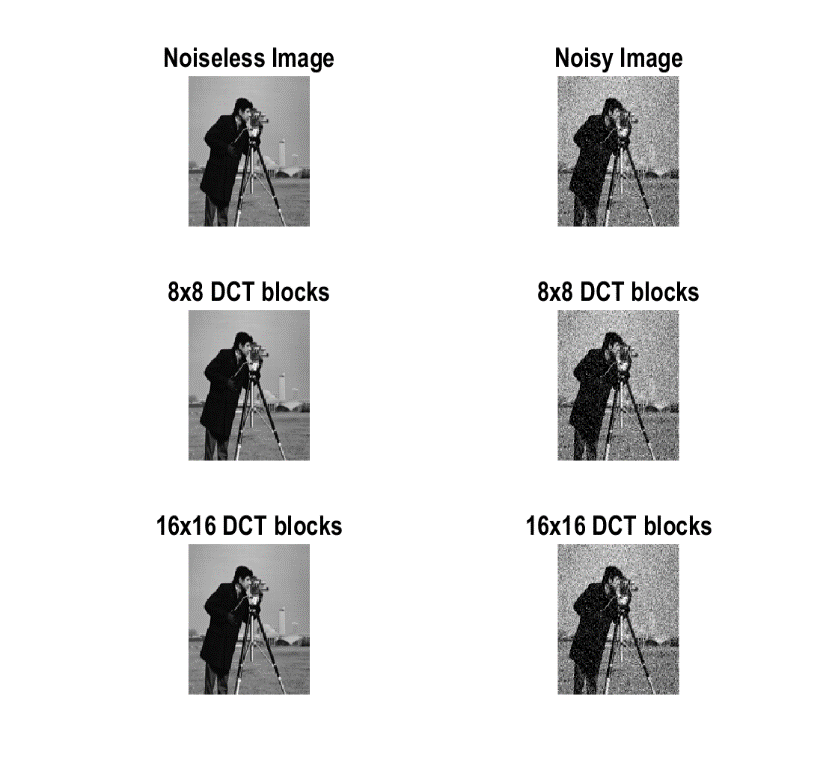 Noiseless Image
Noisy Image
8x8 DCT blocks
8x8 DCT blocks
16x16 DCT blocks
16x16 DCT blocks